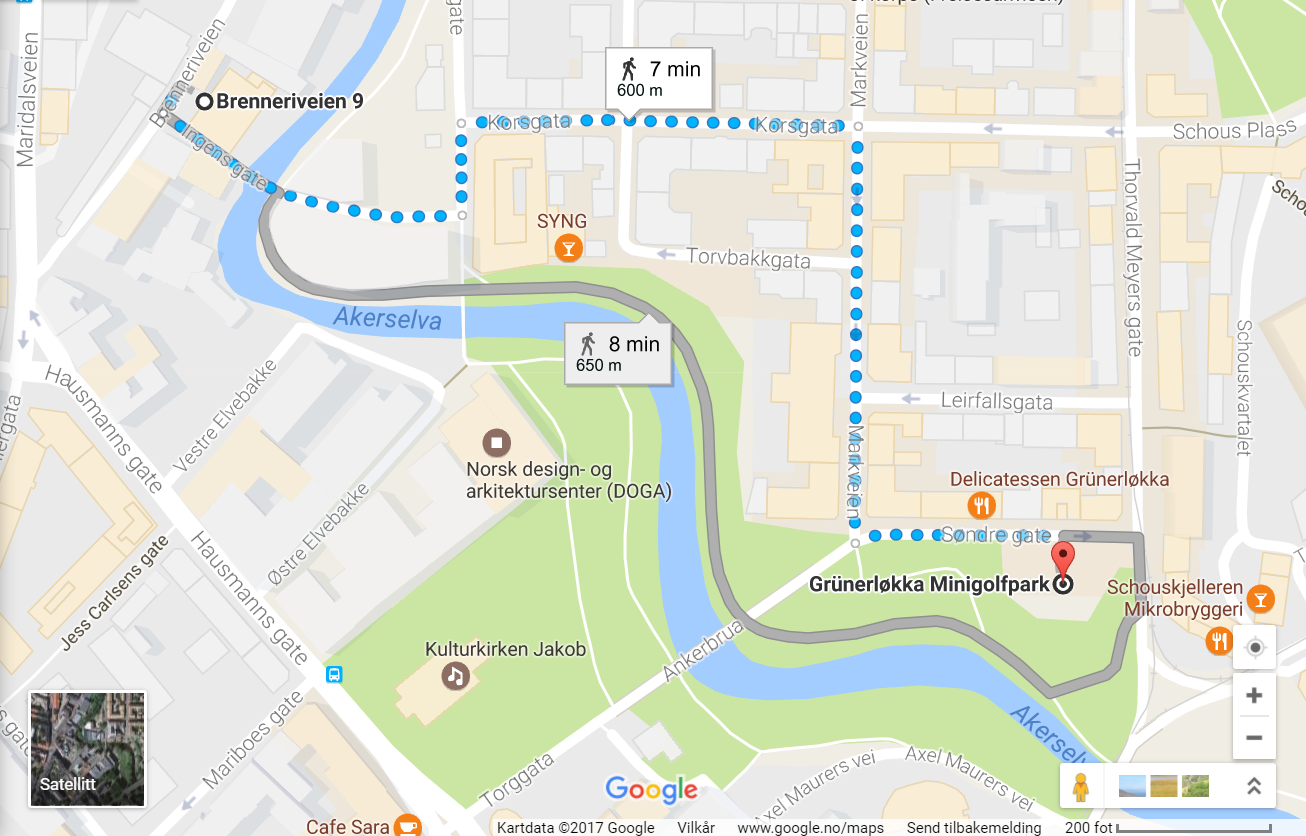 Korsgata
Korsgata
Schous Plass
Markveien
Maridalsveien
Brenneriveien
gate
7 min
600 m
Brenneriveien 9
Ingens gate
SYNG
Torvbakkgata
Thorvald Meyers gate
Akerselva
8 min
650 m
Schouskvartalet
Hausmanns gate
Vestre Elvebakke
Leirfallsgata
Markveien
Norsk design- og
arkitektursenter (DOGA)
Delicatessen Grünerløkka
Østre Elvebakke
Hausmanns gate
Søndre gate
Jess Carlsens gate
Grünerløkka Minigolfpark
Schouskjelleren
Mikrobryggeri
Kulturkirken Jakob
Ankerbrua
Mariboes gate
Akerselv
Torggata
Axel Maurers vei
Axel Maurers vei
Satellitt
Google
Cafe Sara
Kartdata ©2017 Google
Vilkår
www.google.no/maps
Send tilbakemelding
200 fot